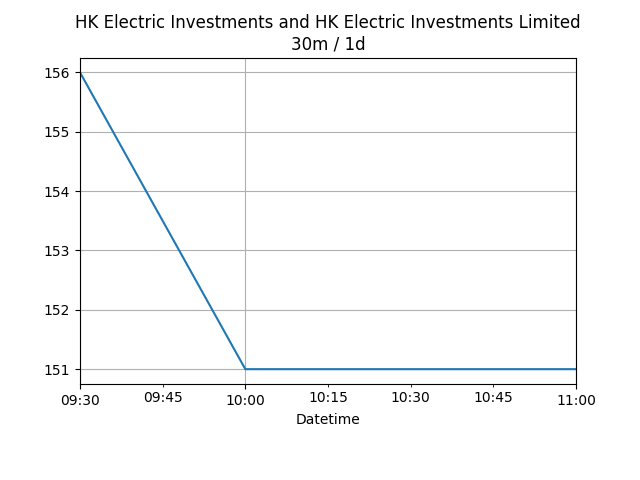 HK Electric Investments and HK Electric Investments Limited
30m / 1d
156
155
154
153
152
151
09:30 09:45 10:00 10:15 10:30 10:45 11:00
Datetime